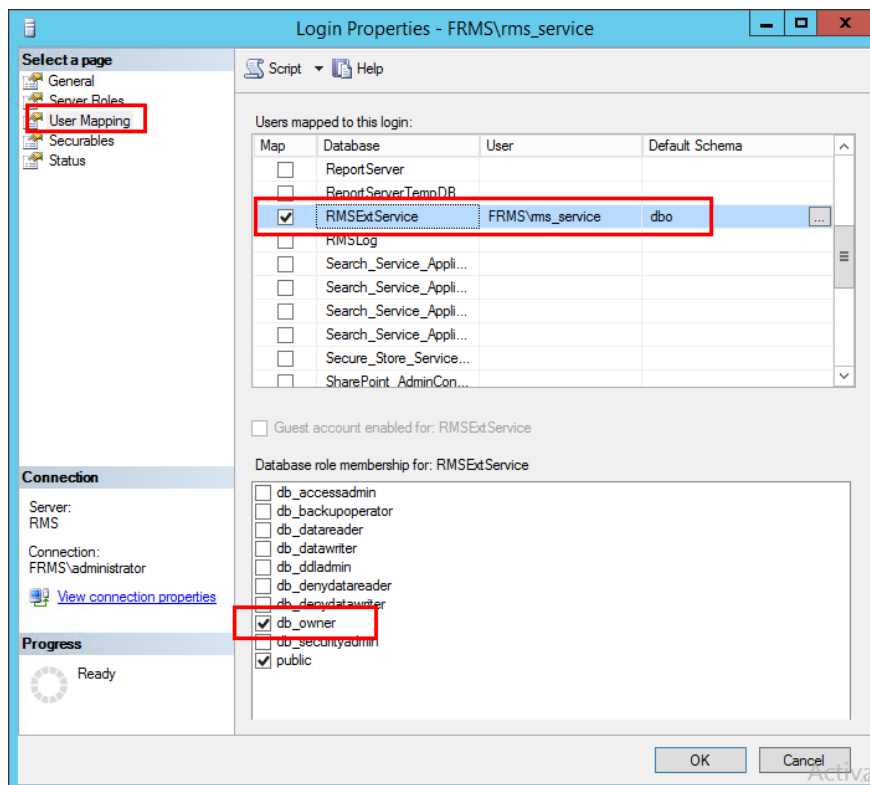 Login Properties - FRMS\rms_service
Select a page
General
Server Roles
User Mapping
Securables
Status
Script Help
Users mapped to this login:
Map Database User Default Schema
ReportServer
ReportServerTempDB
RMSExtService FRMS\rms_service dbo ...
RMSLog
Search_Service_Appli...
Search_Service_Appli...
Search_Service_Appli...
Search_Service_Appli...
Secure_Store_Service...
SharePoint_AdminCon...
Guest account enabled for: RMSExtService
Database role membership for: RMSExtService
db_accessadmin
db_backupoperator
db_datareader
db_datawriter
db_ddladmin
db_denydatareader
db_denydatawriter
db_owner
db_securityadmin
public
Connection
Server:
RMS
Connection:
FRMS\administrator
View connection properties
Progress
Ready
OK Cancel